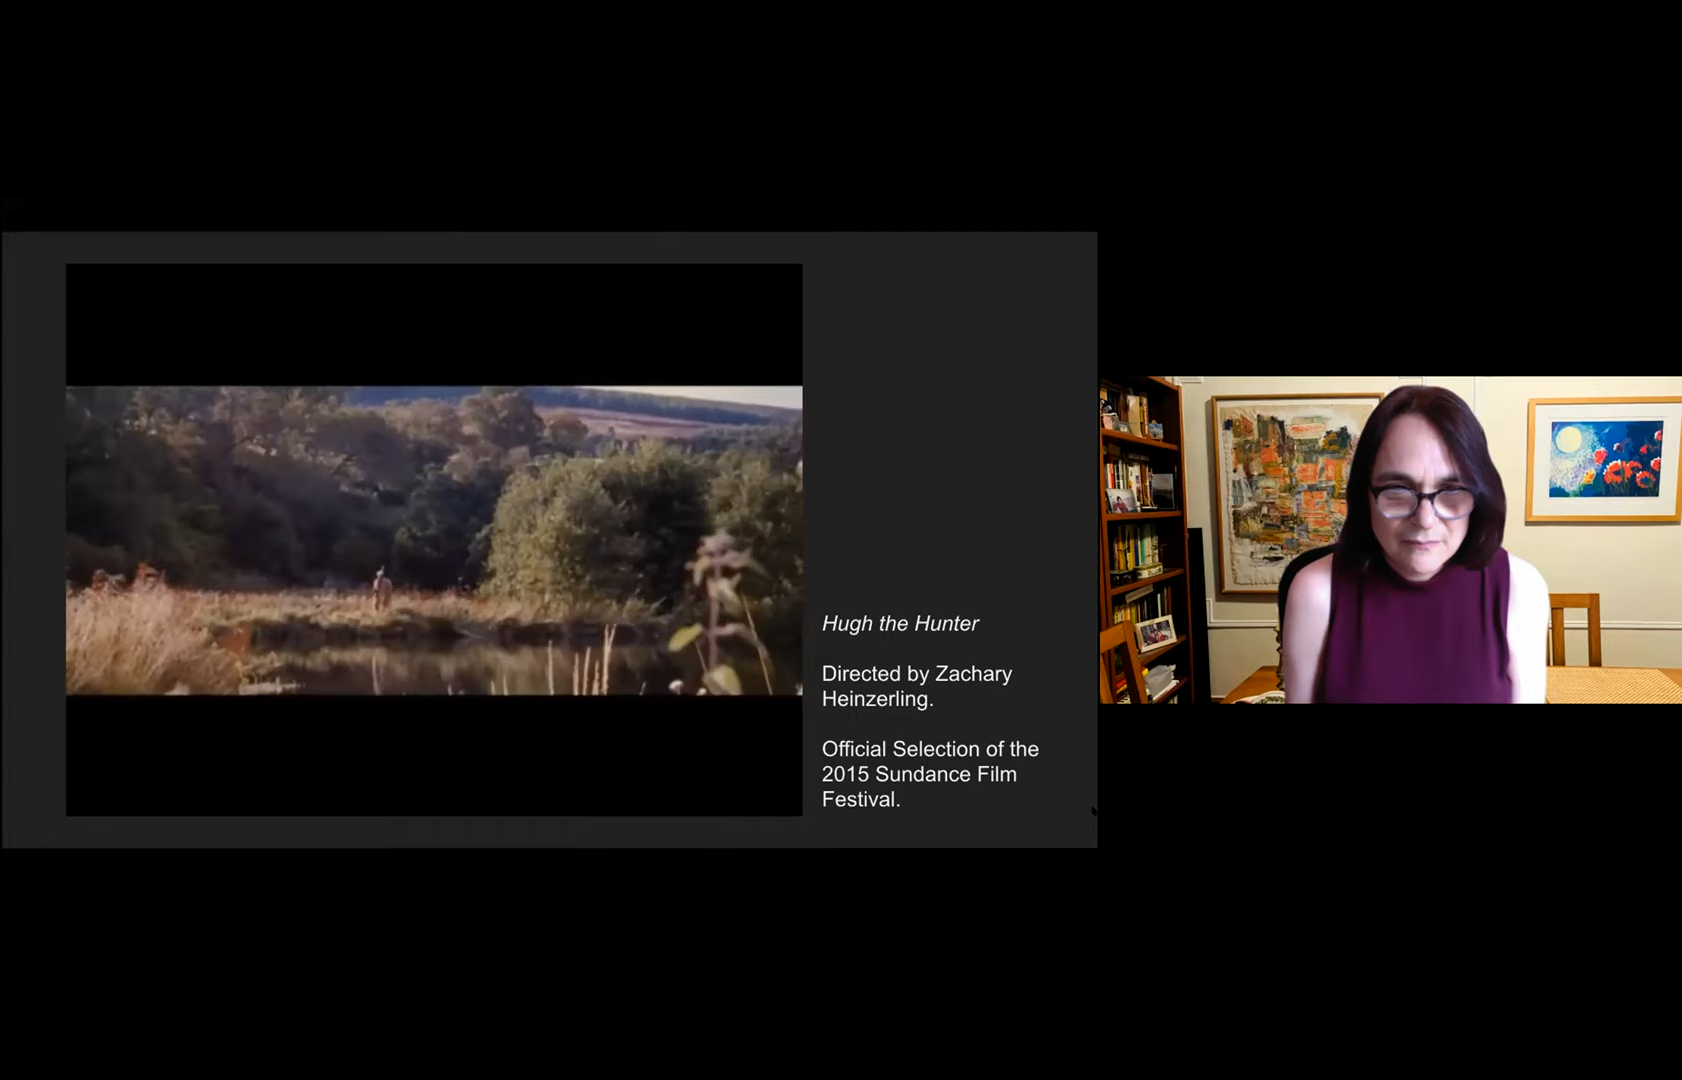 Hugh the Hunter
Directed by Zachary
Heinzerling.
Official Selection of the
2015 Sundance Film
Festival.